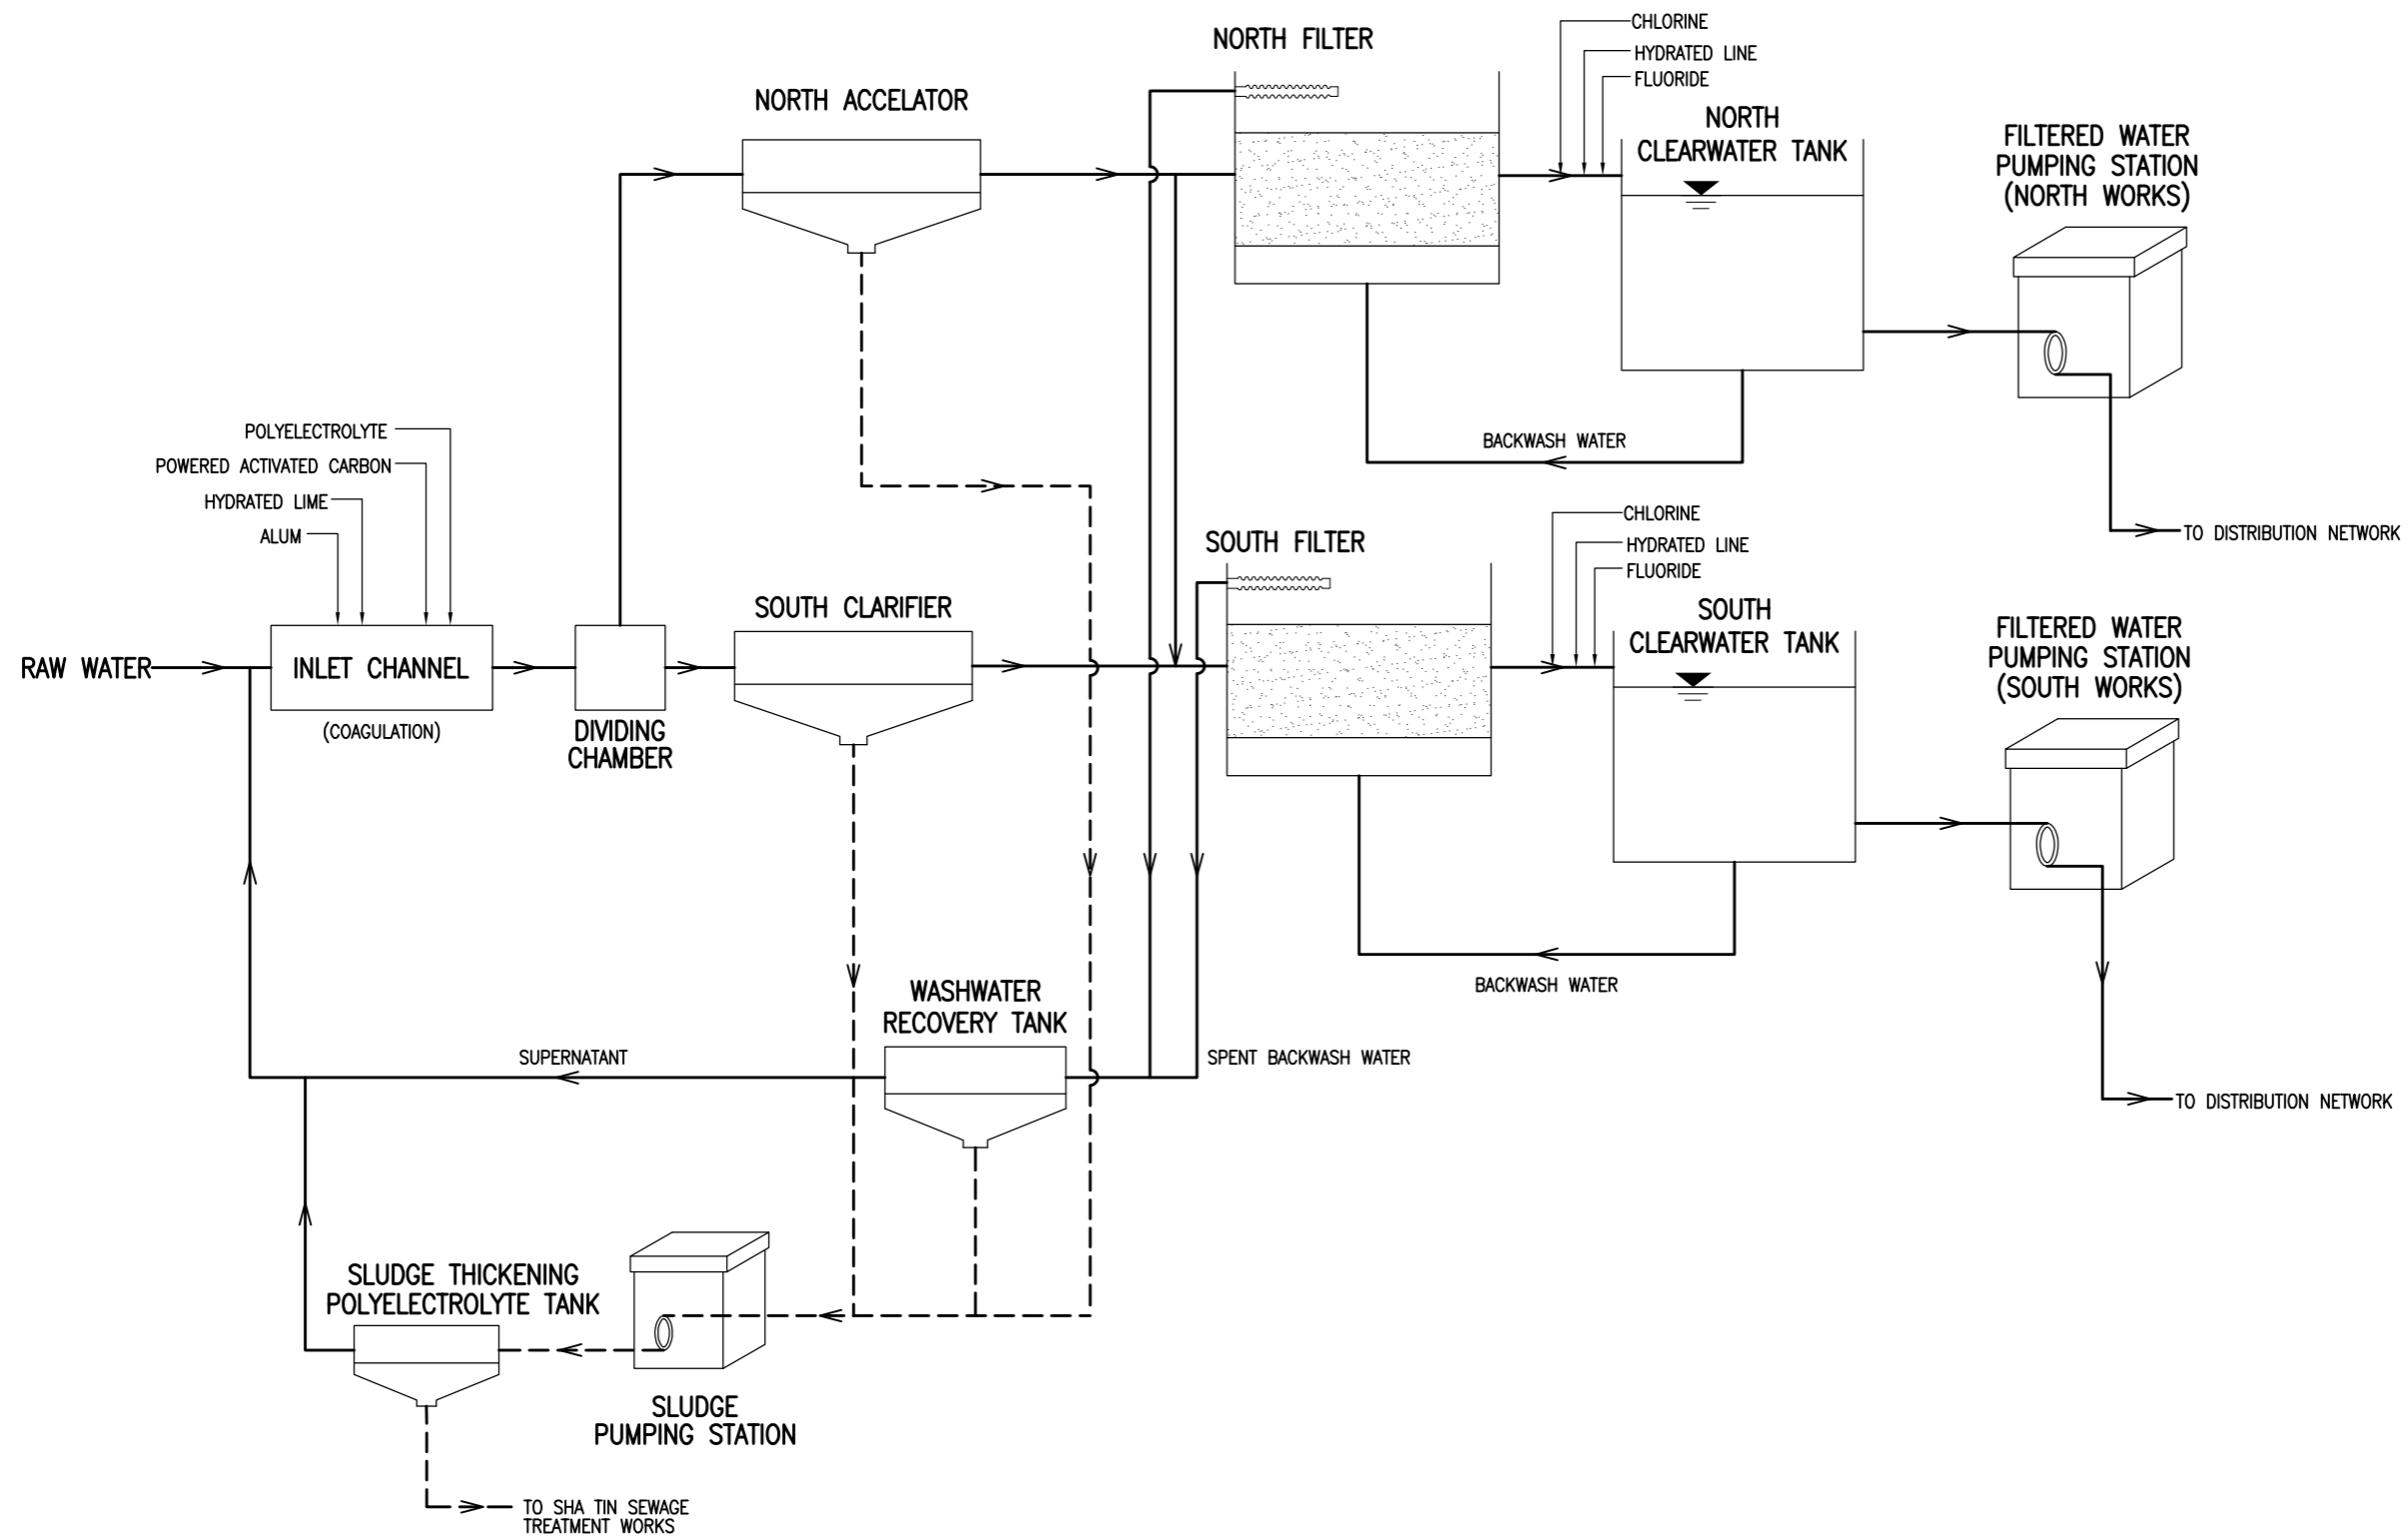 NORTH FILTER
CHLORINE
HYDRATED LINE
FLUORIDE
NORTH ACCELATOR
NORTH
CLEARWATER TANK
FILTERED WATER
PUMPING STATION
(NORTH WORKS)
BACKWASH WATER
TO DISTRIBUTION NETWORK
POLYELECTROLYTE
POWERED ACTIVATED CARBON
HYDRATED LIME
ALUM
RAW WATER
INLET CHANNEL
(COAGULATION)
DIVIDING
CHAMBER
SOUTH CLARIFIER
SOUTH FILTER
CHLORINE
HYDRATED LINE
FLUORIDE
SOUTH
CLEARWATER TANK
FILTERED WATER
PUMPING STATION
(SOUTH WORKS)
BACKWASH WATER
TO DISTRIBUTION NETWORK
WASHWATER
RECOVERY TANK
SUPERNATANT
SPENT BACKWASH WATER
SLUDGE THICKENING
POLYELECTROLYTE TANK
SLUDGE
PUMPING STATION
TO SHA TIN SEWAGE
TREATMENT WORKS